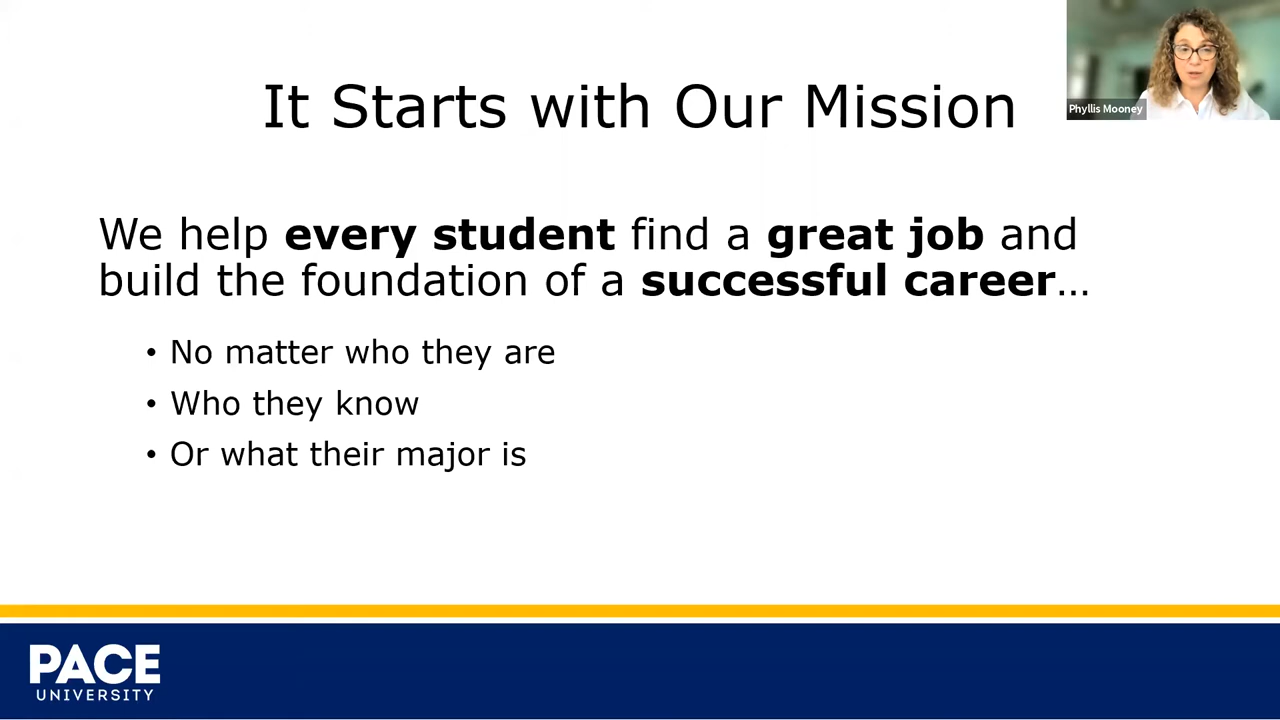 It Starts with Our Mission
Phyllis Mooney
We help every student find a great job and
build the foundation of a successful career...
• No matter who they are
• Who they know
• Or what their major is
PACE
UNIVERSITY